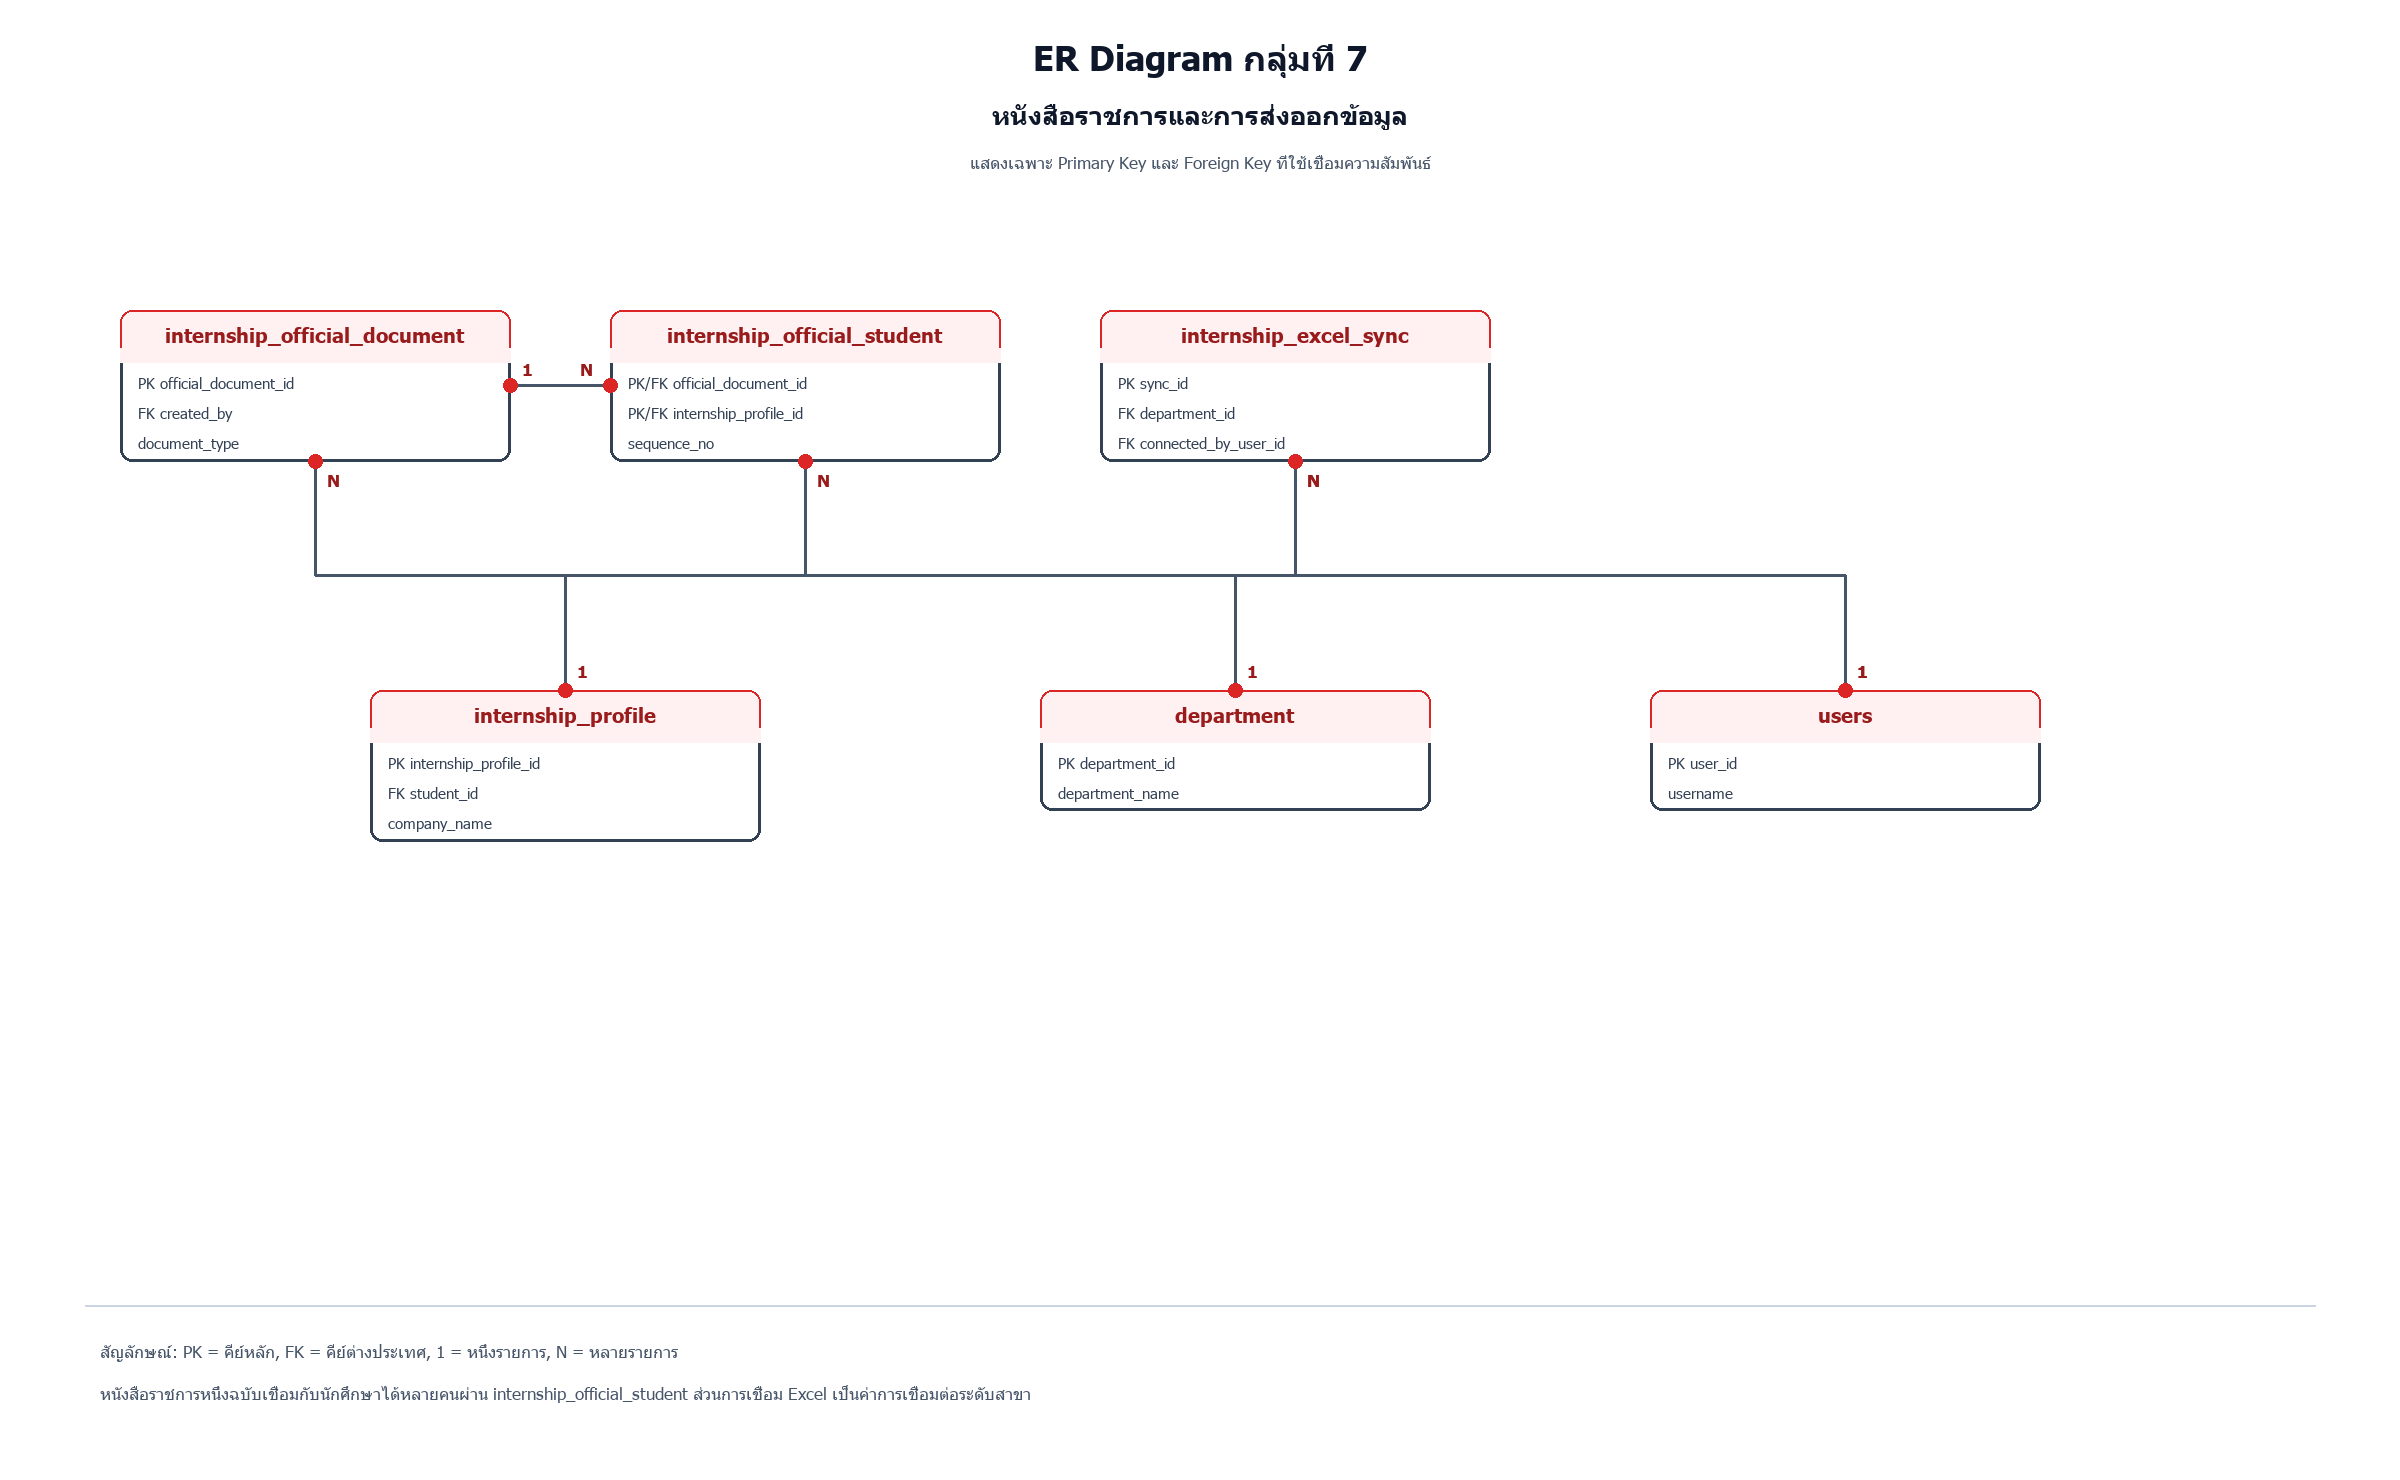 ER Diagram กลุ่มที่ 7
หนังสือราชการและการส่งออกข้อมูล
แสดงเฉพาะ Primary Key และ Foreign Key ที่ใช้เชื่อมความสัมพันธ์
internship_official_document
PK official_document_id
FK created_by
document_type
1
N
internship_official_student
PK/FK official_document_id
PK/FK internship_profile_id
sequence_no
internship_excel_sync
PK sync_id
FK department_id
FK connected_by_user_id
N
N
N
1
1
1
internship_profile
PK internship_profile_id
FK student_id
company_name
department
PK department_id
department_name
users
PK user_id
username
สัญลักษณ์: PK = คีย์หลัก, FK = คีย์ต่างประเทศ, 1 = หนึ่งรายการ, N = หลายรายการ
หนังสือราชการหนึ่งฉบับเชื่อมกับนักศึกษาได้หลายคนผ่าน internship_official_student ส่วนการเชื่อม Excel เป็นค่าการเชื่อมต่อระดับสาขา